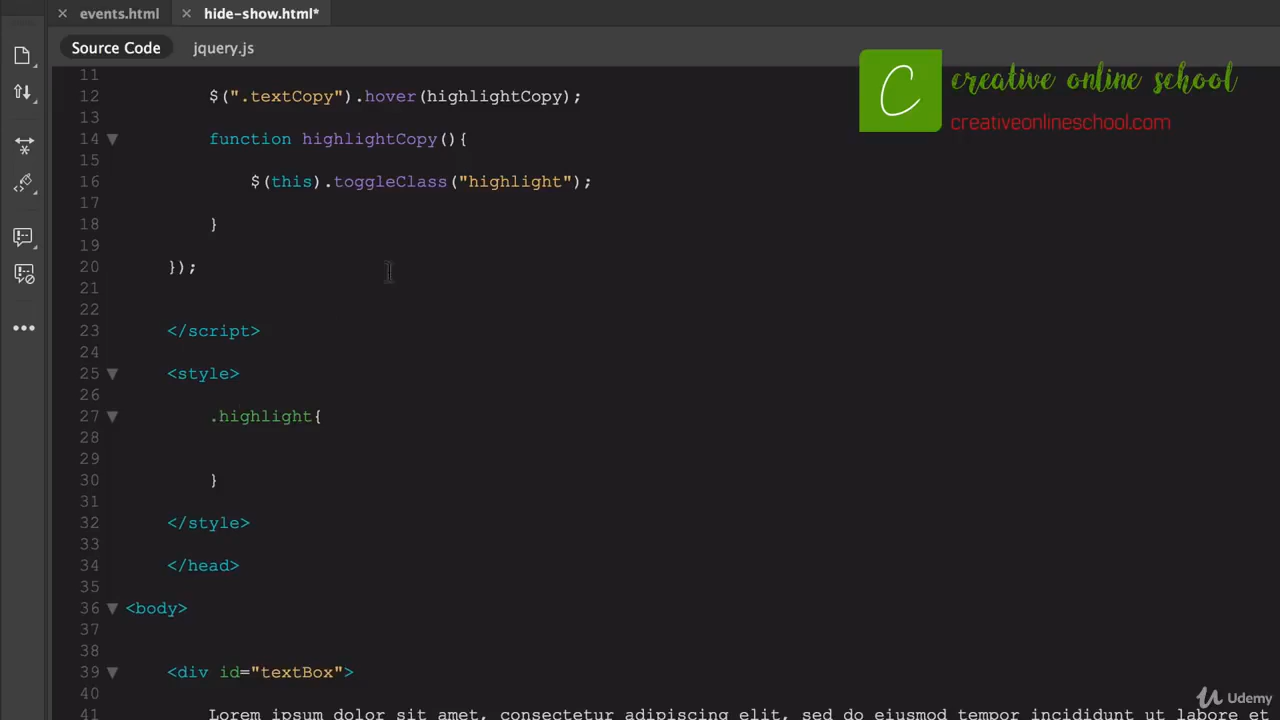 events.html
hide-show.html*
Source Code
jquery.js
C
creative online school
creativeonlineschool.com
11
12 $(".textCopy").hover(highlightCopy);
13
14 function highlightCopy(){
15
16 $(this).toggleClass("highlight");
17
18 }
19
20 });
21
22
23 </script>
24
25 <style>
26
27 .highlight{
28
29
30 }
31
32 </style>
33
34 </head>
35
36 <body>
37
38
39 <div id="textBox">
40
41 Lorem ipsum dolor sit amet, consectetur adipiscing elit, sed do eiusmod tempor incididunt ut labore et
Udemy